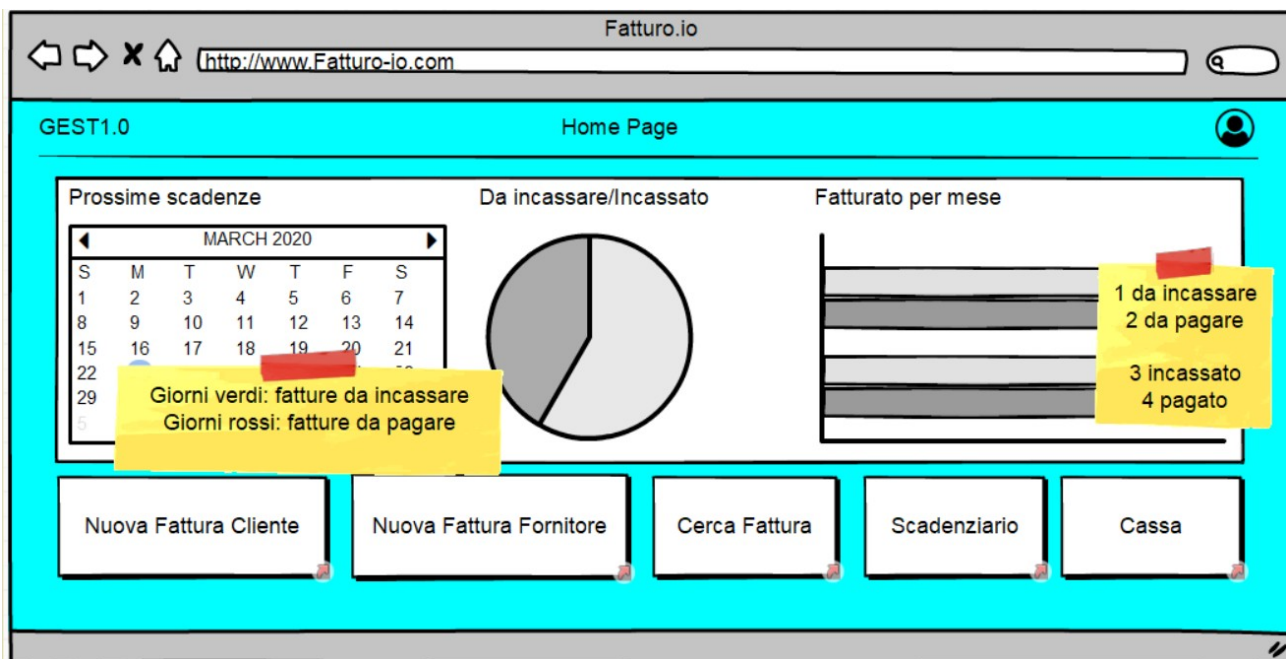 Fatturo.io
http://www.Fatturo-io.com
GEST1.0
Home Page
Prossime scadenze
MARCH 2020
S M T W T F S
1 2 3 4 5 6 7
8 9 10 11 12 13 14
15 16 17 18 19 20 21
22
29
5
Giorni verdi: fatture da incassare
Giorni rossi: fatture da pagare
Da incassare/Incassato
Fatturato per mese
1 da incassare
2 da pagare
3 incassato
4 pagato
Nuova Fattura Cliente
Nuova Fattura Fornitore
Cerca Fattura
Scadenziario
Cassa